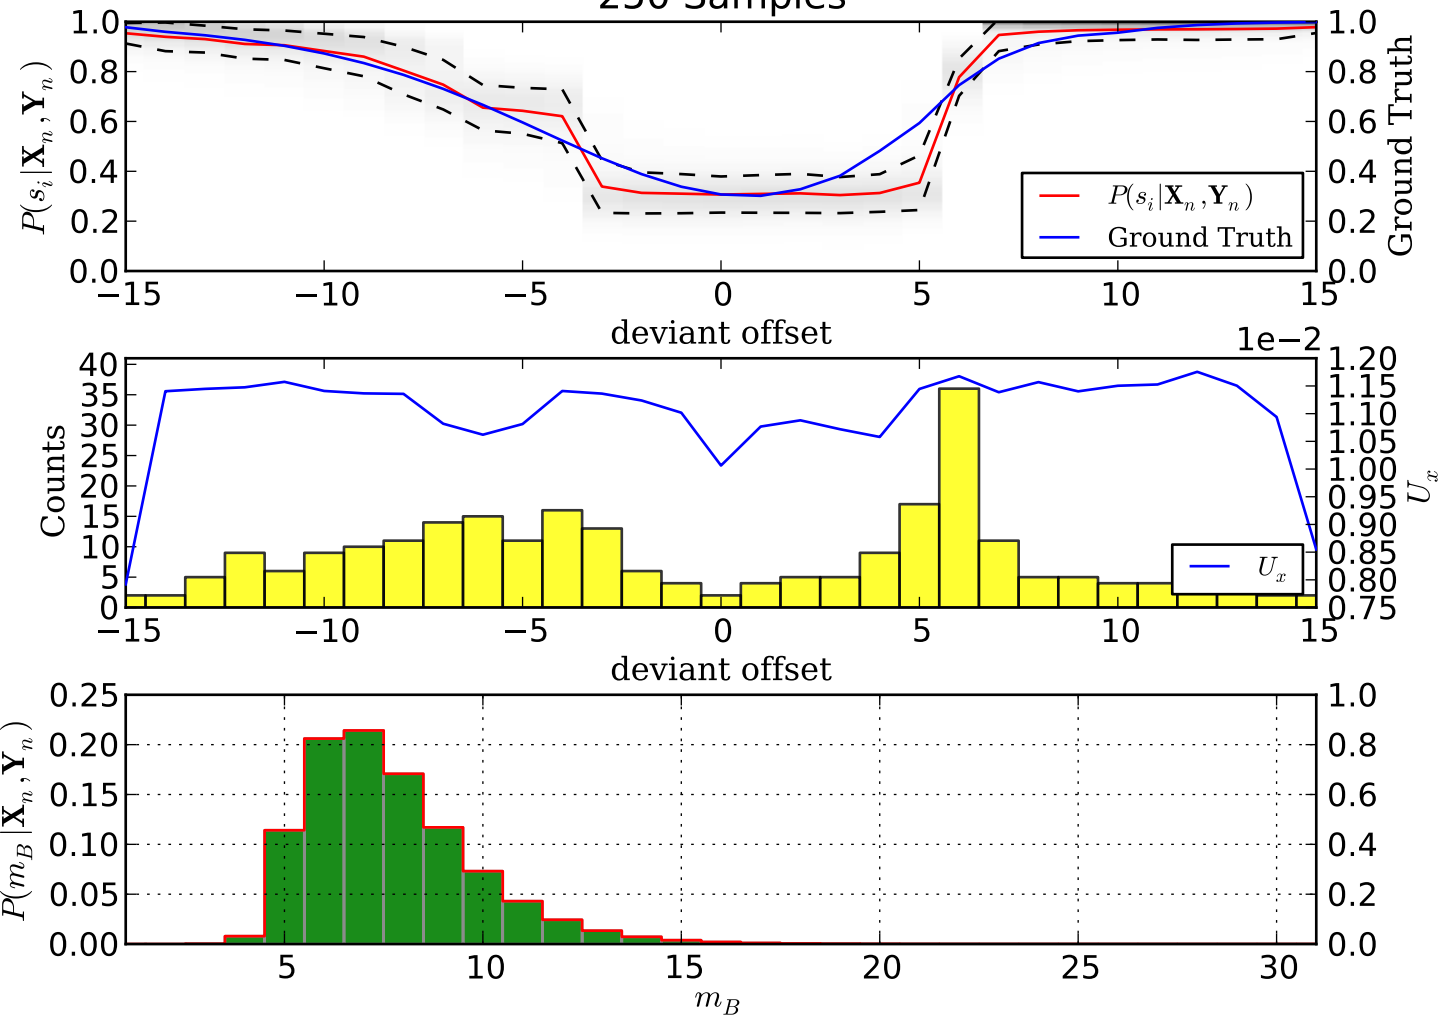 250 Samples
1.0 0.8 0.6 0.4 0.2 0.0
P(s_i|X_n,Y_n)
−15 −10 −5 0 5 10 15
deviant offset
1.0 0.8 0.6 0.4 0.2 0.0
Ground Truth
P(s_i|X_n,Y_n)
Ground Truth
40 35 30 25 20 15 10 5 0
Counts
−15 −10 −5 0 5 10 15
deviant offset
1e−2
1.20 1.15 1.10 1.05 1.00 0.95 0.90 0.85 0.80 0.75
U_x
U_x
0.25 0.20 0.15 0.10 0.05 0.00
P(m_B|X_n,Y_n)
5 10 15 20 25 30
m_B
1.0 0.8 0.6 0.4 0.2 0.0